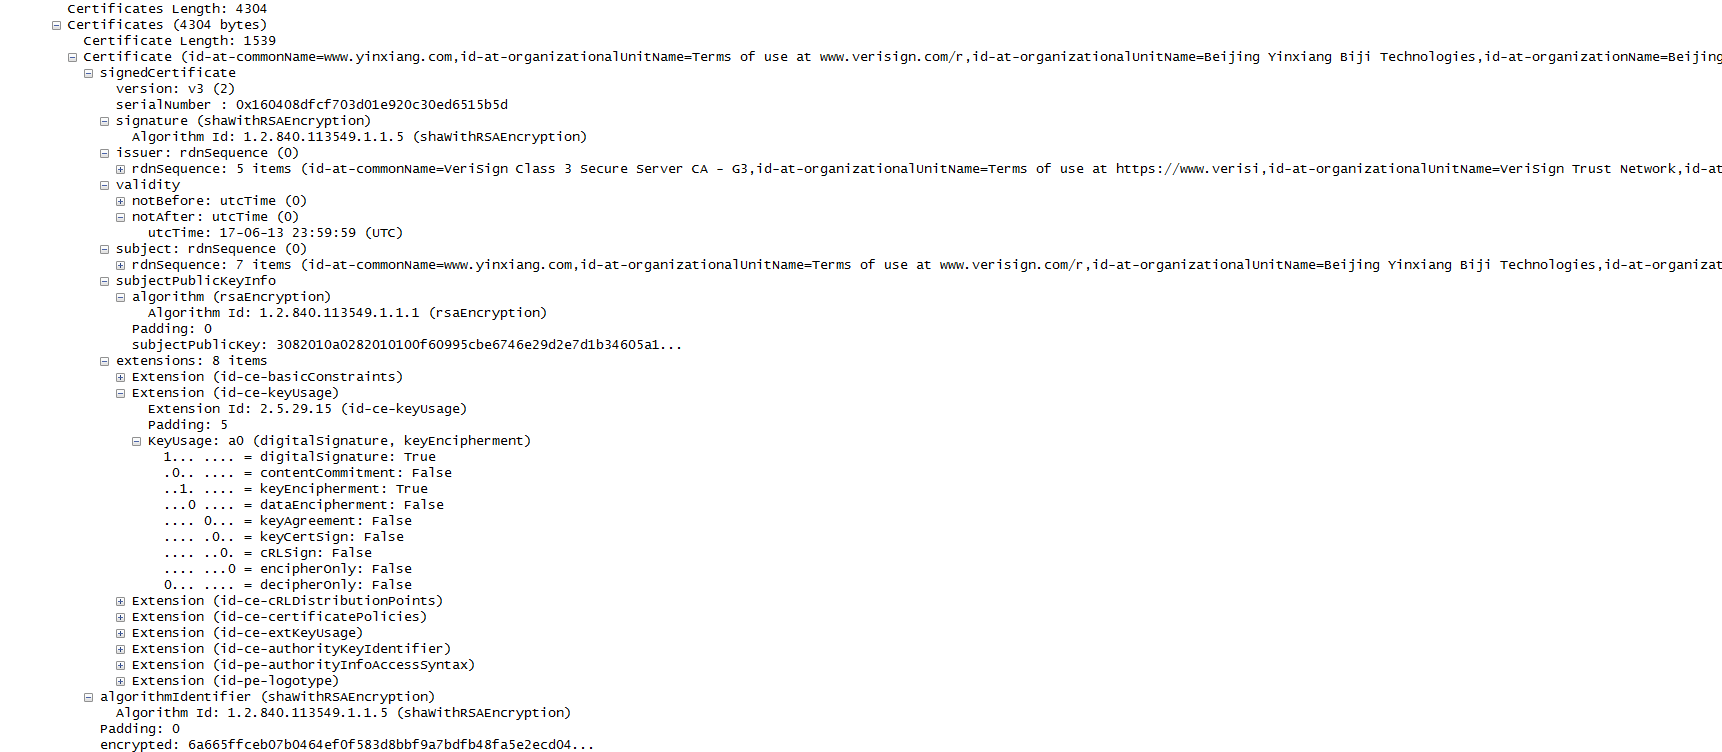 Certificates Length: 4304
Certificates (4304 bytes)
Certificate Length: 1539
Certificate (id-at-commonName=www.yinxiang.com,id-at-organizationalUnitName=Terms of use at www.verisign.com/r,id-at-organizationalUnitName=Beijing Yinxiang Biji Technologies,id-at-organizationName=Beijing
signedCertificate
version: v3 (2)
serialNumber : 0x160408dfcf703d01e920c30ed6515b5d
signature (shaWithRSAEncryption)
Algorithm Id: 1.2.840.113549.1.1.5 (shaWithRSAEncryption)
issuer: rdnSequence (0)
rdnSequence: 5 items (id-at-commonName=VeriSign Class 3 Secure Server CA - G3,id-at-organizationalUnitName=Terms of use at https://www.verisi,id-at-organizationalUnitName=VeriSign Trust Network,id-at
validity
notBefore: utcTime (0)
notAfter: utcTime (0)
utcTime: 17-06-13 23:59:59 (UTC)
subject: rdnSequence (0)
rdnSequence: 7 items (id-at-commonName=www.yinxiang.com,id-at-organizationalUnitName=Terms of use at www.verisign.com/r,id-at-organizationalUnitName=Beijing Yinxiang Biji Technologies,id-at-organizat
subjectPublicKeyInfo
algorithm (rsaEncryption)
Algorithm Id: 1.2.840.113549.1.1.1 (rsaEncryption)
Padding: 0
subjectPublicKey: 3082010a0282010100f60995cbe6746e29d2e7d1b34605a1...
extensions: 8 items
Extension (id-ce-basicConstraints)
Extension (id-ce-keyUsage)
Extension Id: 2.5.29.15 (id-ce-keyUsage)
Padding: 5
KeyUsage: a0 (digitalSignature, keyEncipherment)
1... .... = digitalSignature: True
.0.. .... = contentCommitment: False
..1. .... = keyEncipherment: True
...0 .... = dataEncipherment: False
.... 0... = keyAgreement: False
.... .0.. = keyCertSign: False
.... ..0. = cRLSign: False
.... ...0 = encipherOnly: False
0... .... = decipherOnly: False
Extension (id-ce-cRLDistributionPoints)
Extension (id-ce-certificatePolicies)
Extension (id-ce-extKeyUsage)
Extension (id-ce-authorityKeyIdentifier)
Extension (id-pe-authorityInfoAccessSyntax)
Extension (id-pe-logotype)
algorithmIdentifier (shaWithRSAEncryption)
Algorithm Id: 1.2.840.113549.1.1.5 (shaWithRSAEncryption)
Padding: 0
encrypted: 6a665ffceb07b0464ef0f583d8bbf9a7bdfb48fa5e2ecd04...